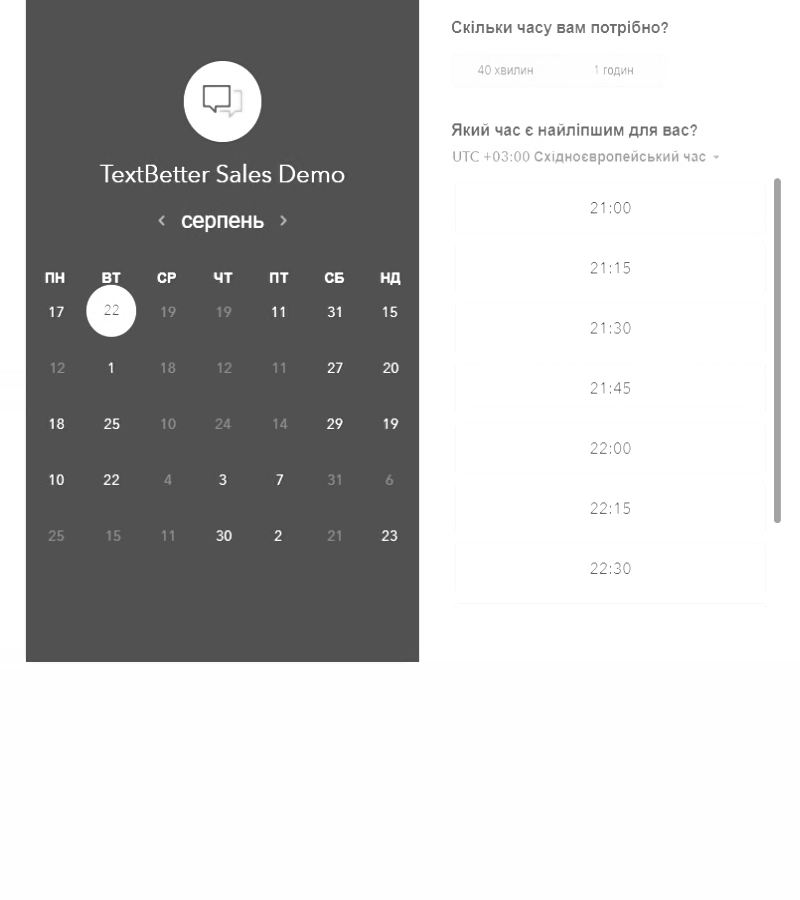 TextBetter Sales Demo
серпень
ПН ВТ СР ЧТ ПТ СБ НД
17 22 19 19 11 31 15
12 1 18 12 11 27 20
18 25 10 24 14 29 19
10 22 4 3 7 31 6
25 15 11 30 2 21 23
Скільки часу вам потрібно?
40 хвилин 1 годин
Який час є найліпшим для вас?
UTC +03:00 Східноєвропейський час
21:00
21:15
21:30
21:45
22:00
22:15
22:30